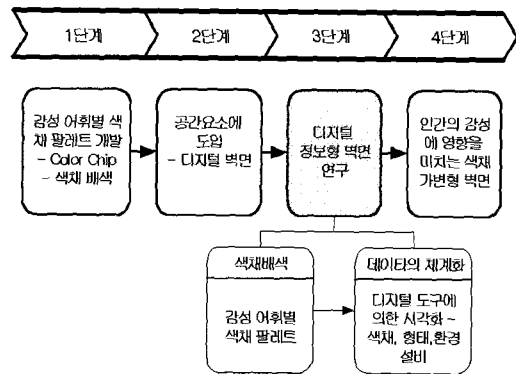 1단계
2단계
3단계
4단계
감성 어휘별 색
채 팔레트 개발
- Color Chip
- 색채 배색
공간요소에
도입
- 디지털 벽면
디지털
정보형 벽면
연구
인간의 감성
에 영향을
미치는 색채
가변형 벽면
색채배색
감성 어휘별
색채 팔레트
데이타의 체계화
디지털 도구에
의한 시각화 -
색채, 형태,환경
설비